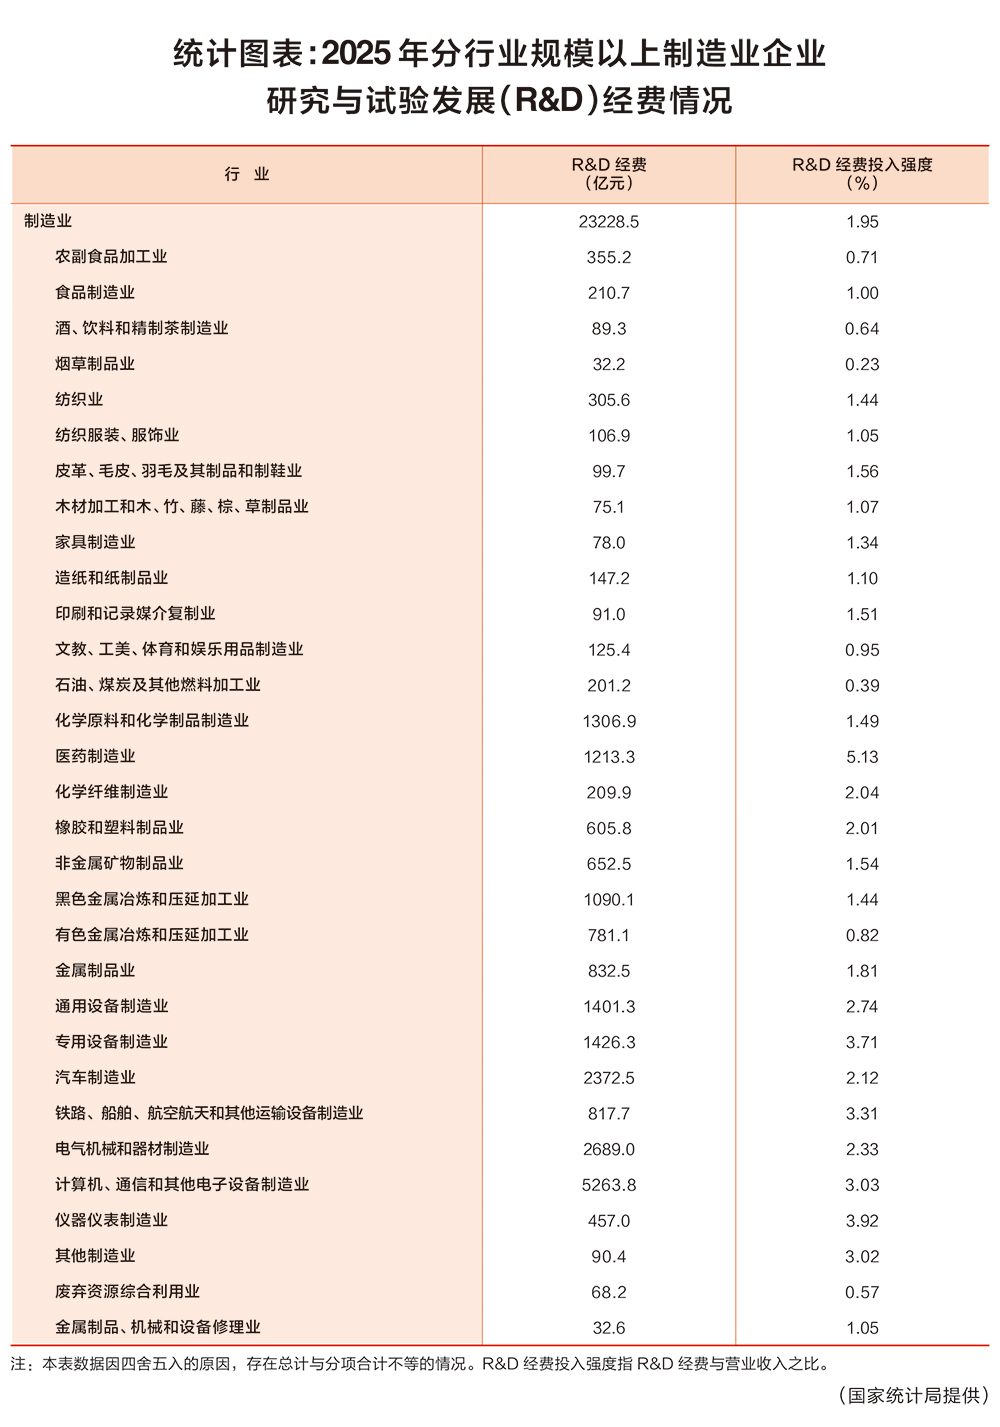 统计图表：2025 年分行业规模以上制造业企业
研究与试验发展（R&D）经费情况
行 业 R&D 经费（亿元） R&D 经费投入强度（%）
制造业 23228.5 1.95
农副食品加工业 355.2 0.71
食品制造业 210.7 1.00
酒、饮料和精制茶制造业 89.3 0.64
烟草制品业 32.2 0.23
纺织业 305.6 1.44
纺织服装、服饰业 106.9 1.05
皮革、毛皮、羽毛及其制品和制鞋业 99.7 1.56
木材加工和木、竹、藤、棕、草制品业 75.1 1.07
家具制造业 78.0 1.34
造纸和纸制品业 147.2 1.10
印刷和记录媒介复制业 91.0 1.51
文教、工美、体育和娱乐用品制造业 125.4 0.95
石油、煤炭及其他燃料加工业 201.2 0.39
化学原料和化学制品制造业 1306.9 1.49
医药制造业 1213.3 5.13
化学纤维制造业 209.9 2.04
橡胶和塑料制品业 605.8 2.01
非金属矿物制品业 652.5 1.54
黑色金属冶炼和压延加工业 1090.1 1.44
有色金属冶炼和压延加工业 781.1 0.82
金属制品业 832.5 1.81
通用设备制造业 1401.3 2.74
专用设备制造业 1426.3 3.71
汽车制造业 2372.5 2.12
铁路、船舶、航空航天和其他运输设备制造业 817.7 3.31
电气机械和器材制造业 2689.0 2.33
计算机、通信和其他电子设备制造业 5263.8 3.03
仪器仪表制造业 457.0 3.92
其他制造业 90.4 3.02
废弃资源综合利用业 68.2 0.57
金属制品、机械和设备修理业 32.6 1.05
注：本表数据因四舍五入的原因，存在总计与分项合计不等的情况。R&D 经费投入强度指 R&D 经费与营业收入之比。
（国家统计局提供）